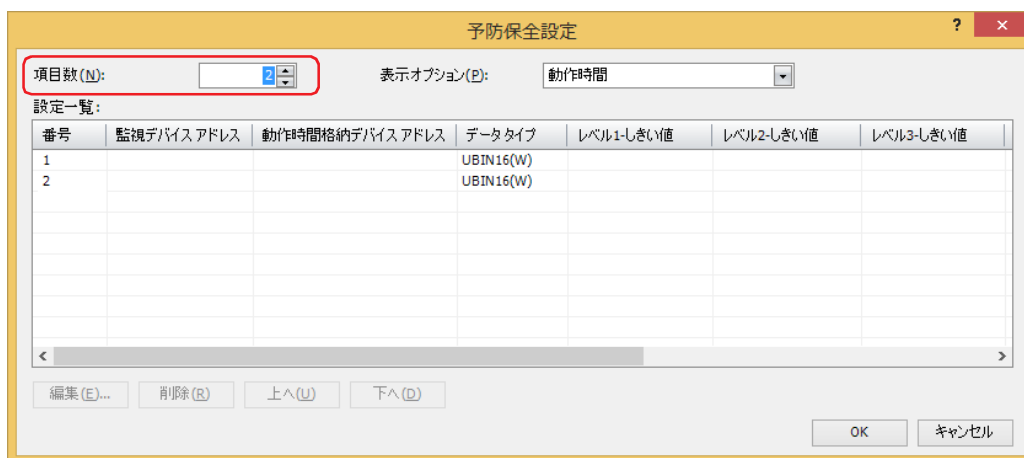 予防保全設定
? ×
項目数(N): 2 表示オプション(P): 動作時間
設定一覧:
番号 監視デバイス アドレス 動作時間格納デバイス アドレス データ タイプ レベル1-しきい値 レベル2-しきい値 レベル3-しきい値
1 UBIN16(W)
2 UBIN16(W)
編集(E)... 削除(R) 上へ(U) 下へ(D)
OK キャンセル